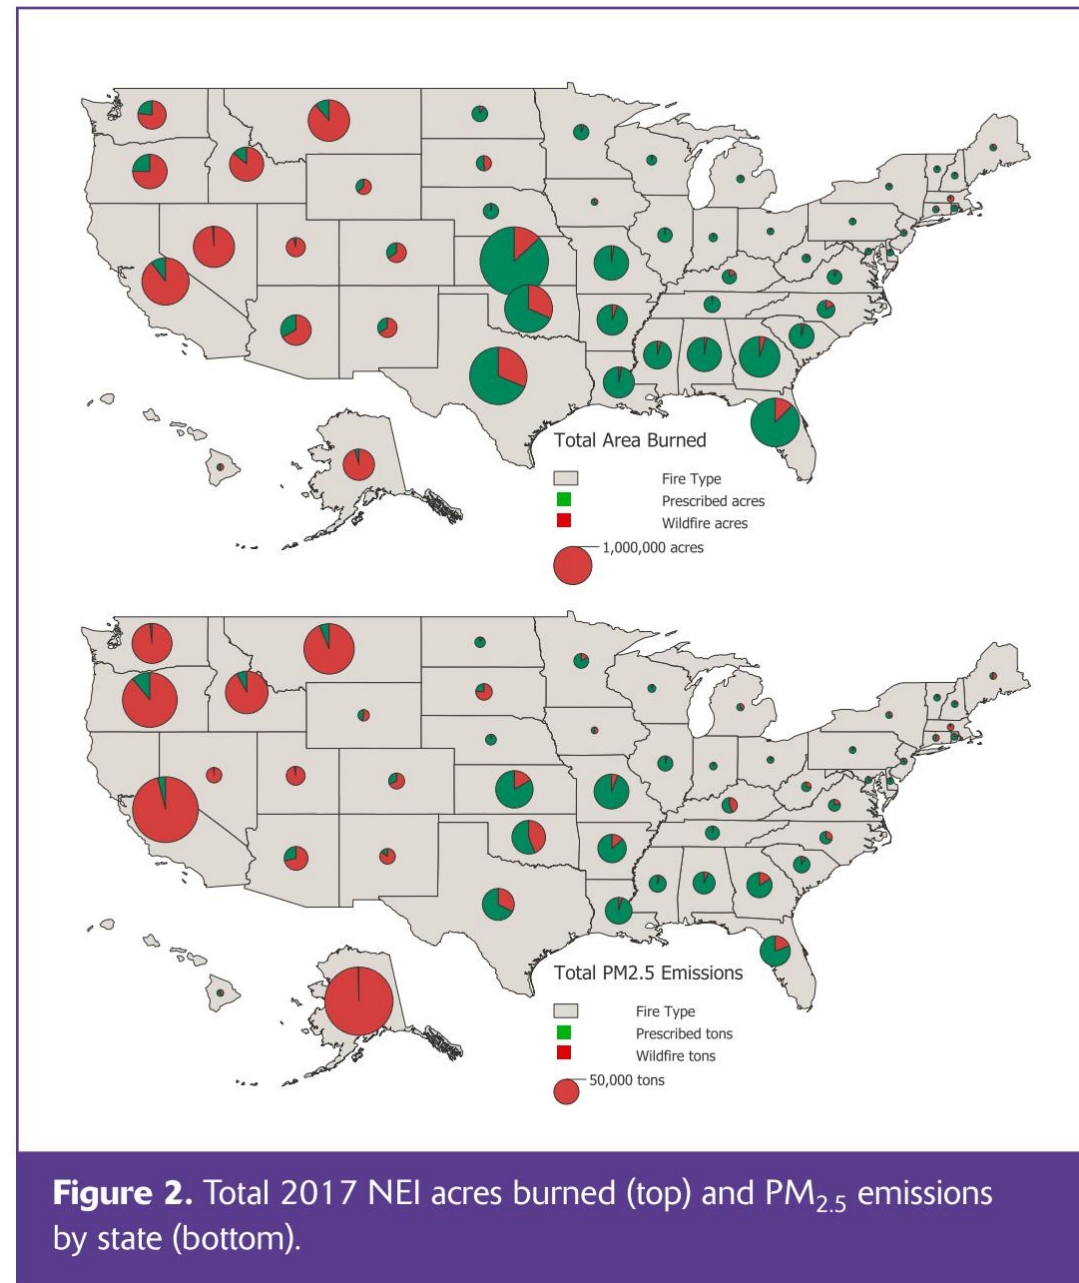 Total Area Burned
Fire Type
Prescribed acres
Wildfire acres
1,000,000 acres
Total PM2.5 Emissions
Fire Type
Prescribed tons
Wildfire tons
50,000 tons
Figure 2. Total 2017 NEI acres burned (top) and PM2.5 emissions
by state (bottom).